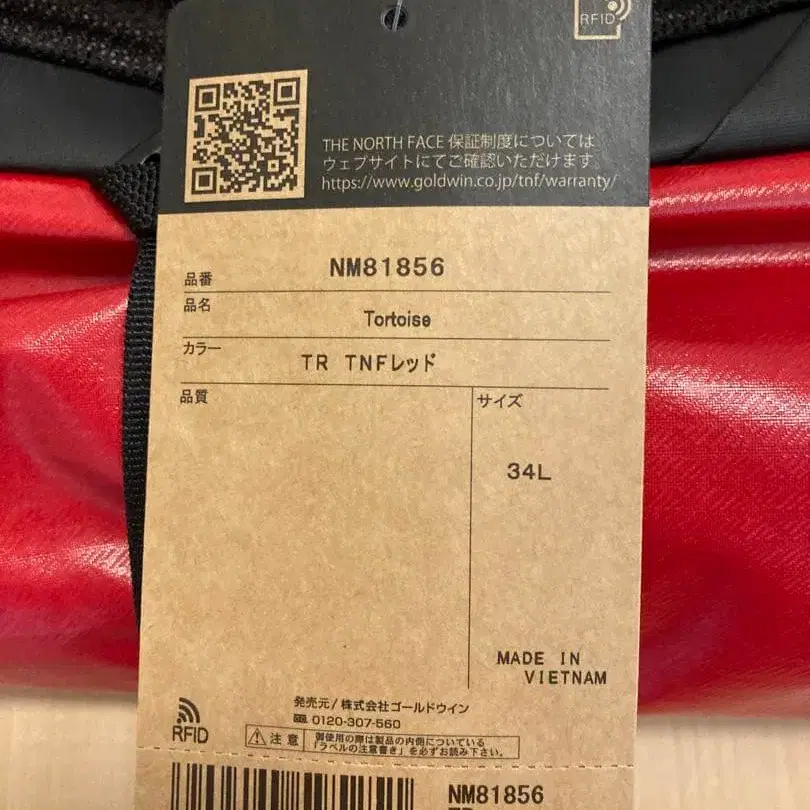 RFID
THE NORTH FACE 保証制度については
ウェブサイトにてご確認いただけます。
https://www.goldwin.co.jp/tnf/warranty/
品番 NM81856
品名 Tortoise
カラー TR TNFレッド
品質
サイズ
34L
MADE IN
VIETNAM
RFID
発売元/株式会社ゴールドウイン
0120-307-560
注意
御使用の際は製品の内側についている
「ラベルの注意書き」を必ずお読み下さい。
NM81856